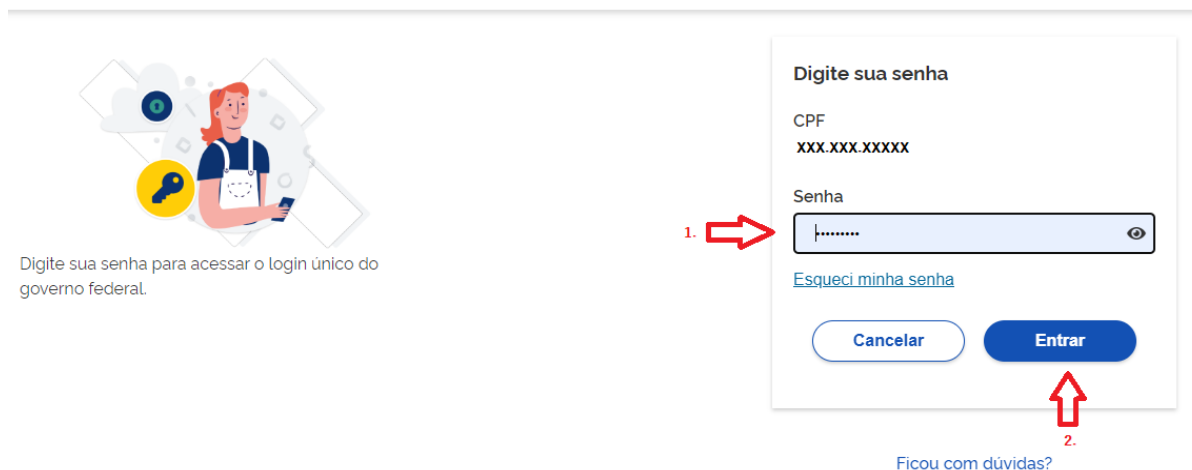 Digite sua senha para acessar o login único do
governo federal.
Digite sua senha
CPF
XXX.XXX.XXXXX
Senha
1.
•••••••••
Esqueci minha senha
Cancelar
Entrar
2.
Ficou com dúvidas?